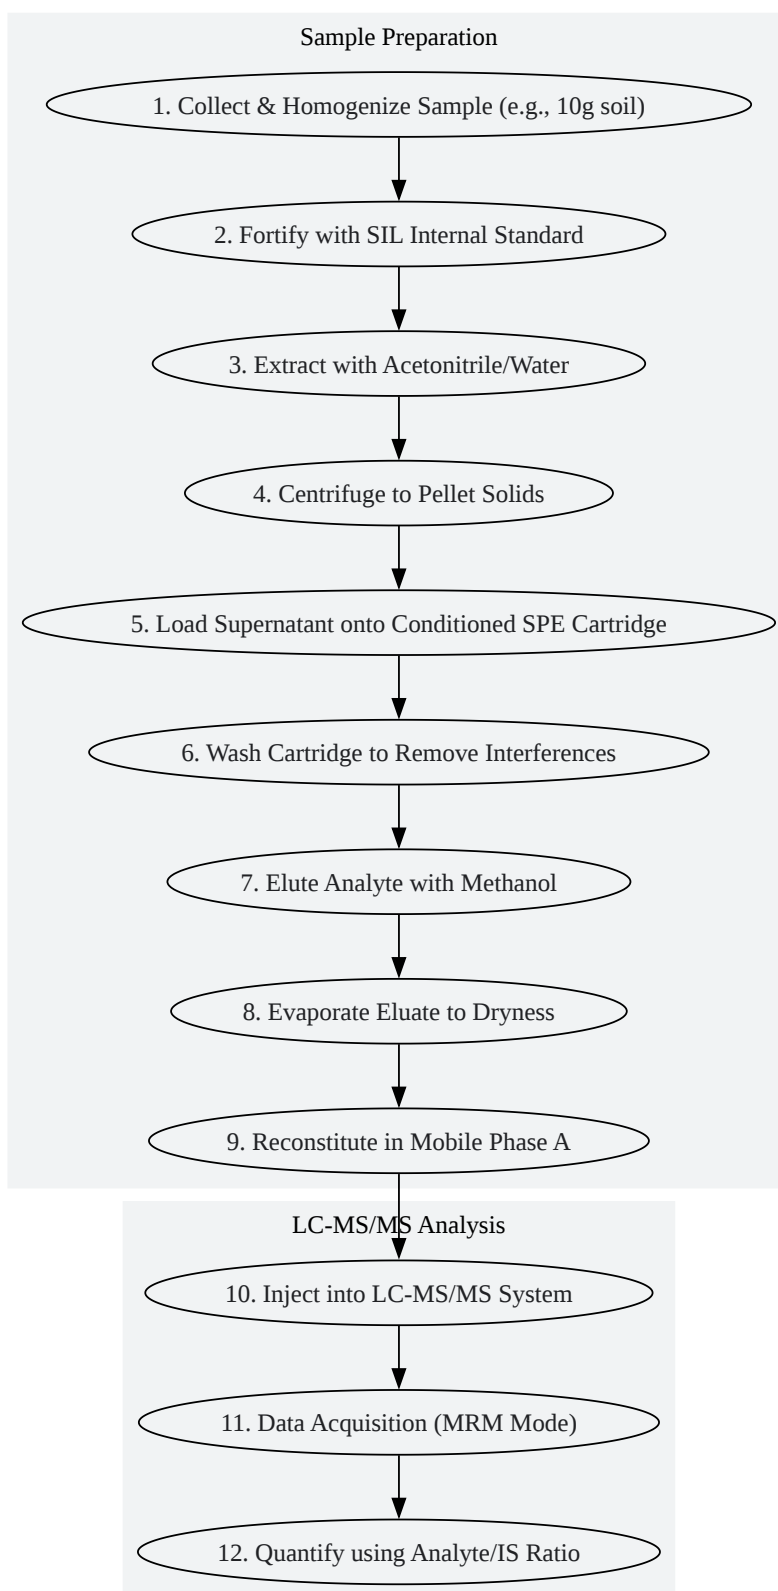 Sample Preparation
1. Collect & Homogenize Sample (e.g., 10g soil)
2. Fortify with SIL Internal Standard
3. Extract with Acetonitrile/Water
4. Centrifuge to Pellet Solids
5. Load Supernatant onto Conditioned SPE Cartridge
6. Wash Cartridge to Remove Interferences
7. Elute Analyte with Methanol
8. Evaporate Eluate to Dryness
9. Reconstitute in Mobile Phase A
LC-MS/MS Analysis
10. Inject into LC-MS/MS System
11. Data Acquisition (MRM Mode)
12. Quantify using Analyte/IS Ratio